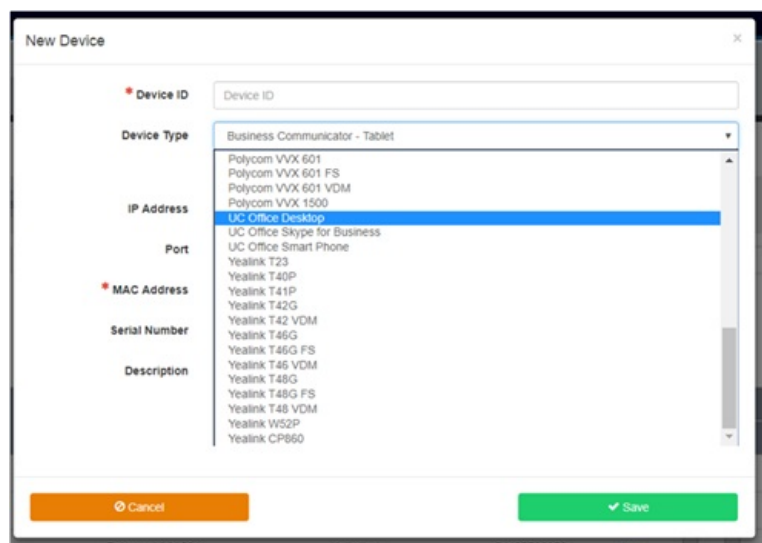 New Device
×
* Device ID
Device ID
Device Type
Business Communicator - Tablet
Polycom VVX 601
Polycom VVX 601 FS
Polycom VVX 601 VDM
Polycom VVX 1500
UC Office Desktop
UC Office Skype for Business
UC Office Smart Phone
Yealink T23
Yealink T40P
Yealink T41P
Yealink T42G
Yealink T42 VDM
Yealink T46G
Yealink T46G FS
Yealink T46 VDM
Yealink T48G
Yealink T48G FS
Yealink T48 VDM
Yealink W52P
Yealink CP860
IP Address
Port
* MAC Address
Serial Number
Description
Cancel
Save